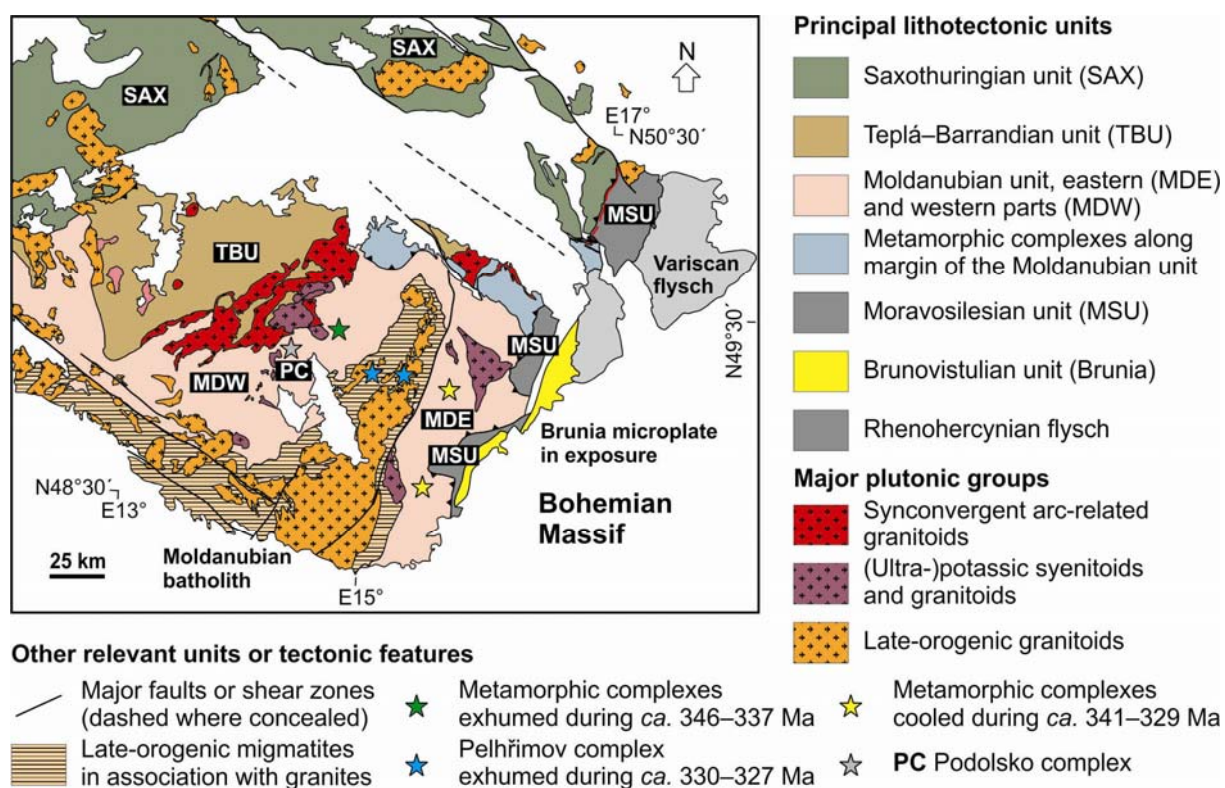 SAX
SAX
N
E17°
N50°30´
MSU
TBU
Variscan
flysch
N49°30´
MSU
MDW
PC
MDE
MSU
Brunia microplate
in exposure
N48°30´
E13°
Bohemian
Massif
25 km
Moldanubian
batholith
E15°
Principal lithotectonic units
Saxothuringian unit (SAX)
Teplá–Barrandian unit (TBU)
Moldanubian unit, eastern (MDE)
and western parts (MDW)
Metamorphic complexes along
margin of the Moldanubian unit
Moravosilesian unit (MSU)
Brunovistulian unit (Brunia)
Rhenohercynian flysch
Major plutonic groups
Synconvergent arc-related
granitoids
(Ultra-)potassic syenitoids
and granitoids
Late-orogenic granitoids
Other relevant units or tectonic features
Major faults or shear zones
(dashed where concealed)
Late-orogenic migmatites
in association with granites
Metamorphic complexes
exhumed during ca. 346–337 Ma
Pelhřimov complex
exhumed during ca. 330–327 Ma
Metamorphic complexes
cooled during ca. 341–329 Ma
PC Podolsko complex